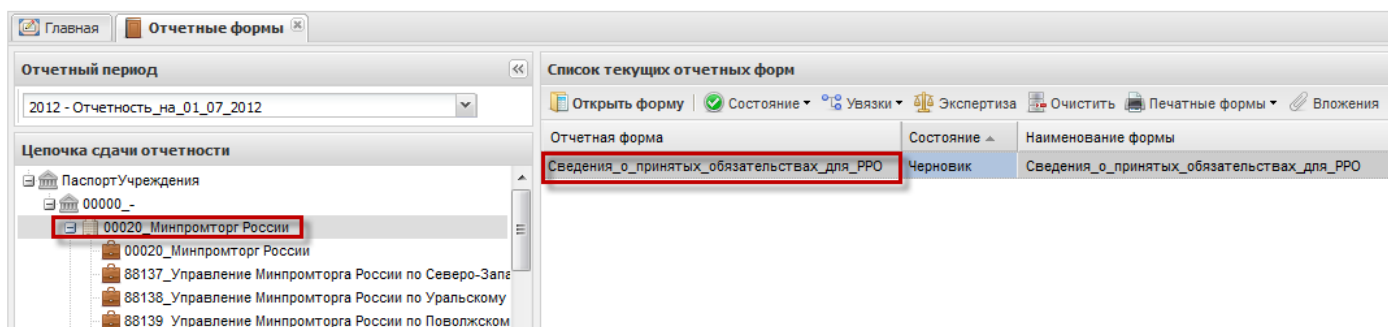 Главная Отчетные формы
Отчетный период
2012 - Отчетность_на_01_07_2012
Цепочка сдачи отчетности
ПаспортУчреждения
00000_-
00020_Минпромторг России
00020_Минпромторг России
88137_Управление Минпромторга России по Северо-Запа
88138_Управление Минпромторга России по Уральскому
88139_Управление Минпромторга России по Поволжском
Список текущих отчетных форм
Открыть форму Состояние Увязки Экспертиза Очистить Печатные формы Вложения
Отчетная форма Состояние Наименование формы
Сведения_о_принятых_обязательствах_для_РРО Черновик Сведения_о_принятых_обязательствах_для_РРО